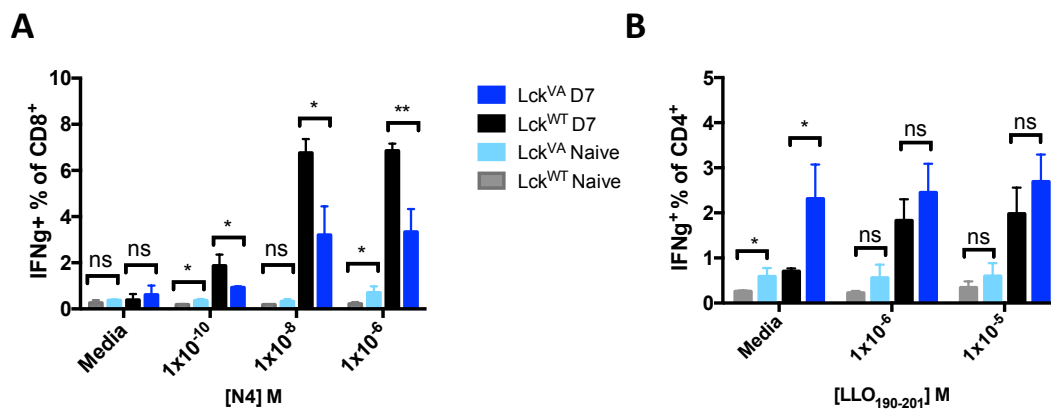 A
IFNg+ % of CD8⁺
10
8
6
4
2
0
ns
ns
*
*
ns
*
*
**
Media
1x10⁻¹⁰
1x10⁻⁸
1x10⁻⁶
[N4] M
Lckⱽᴬ D7
Lckᵂᵀ D7
Lckⱽᴬ Naive
Lckᵂᵀ Naive
B
IFNg⁺ % of CD4⁺
5
4
3
2
1
0
*
*
ns
ns
ns
ns
Media
1x10⁻⁶
1x10⁻⁵
[LLO₁₉₀₋₂₀₁] M